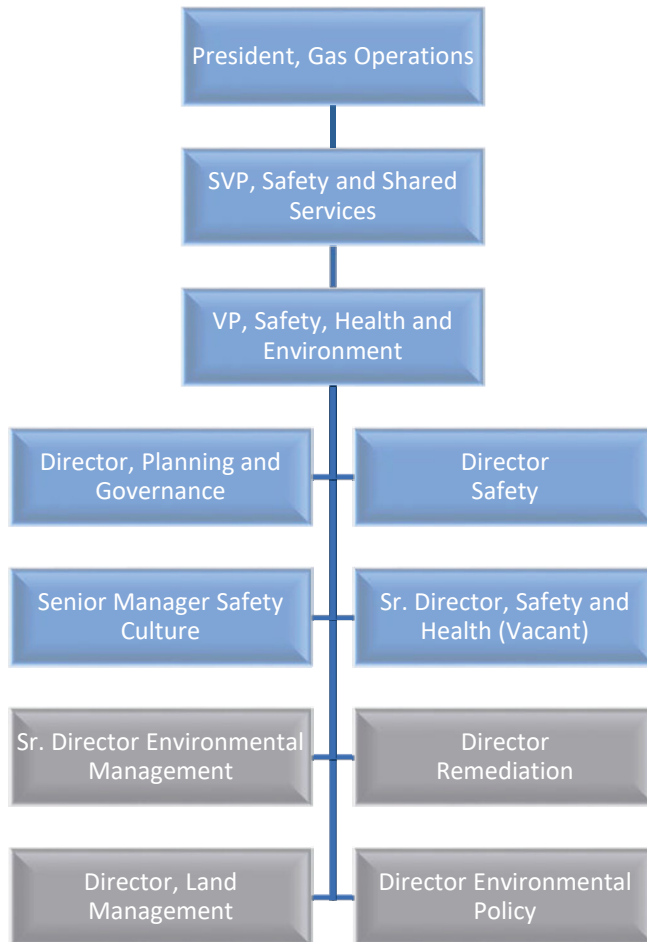 President, Gas Operations
SVP, Safety and Shared
Services
VP, Safety, Health and
Environment
Director, Planning and
Governance
Director
Safety
Senior Manager Safety
Culture
Sr. Director, Safety and
Health (Vacant)
Sr. Director Environmental
Management
Director
Remediation
Director, Land
Management
Director Environmental
Policy